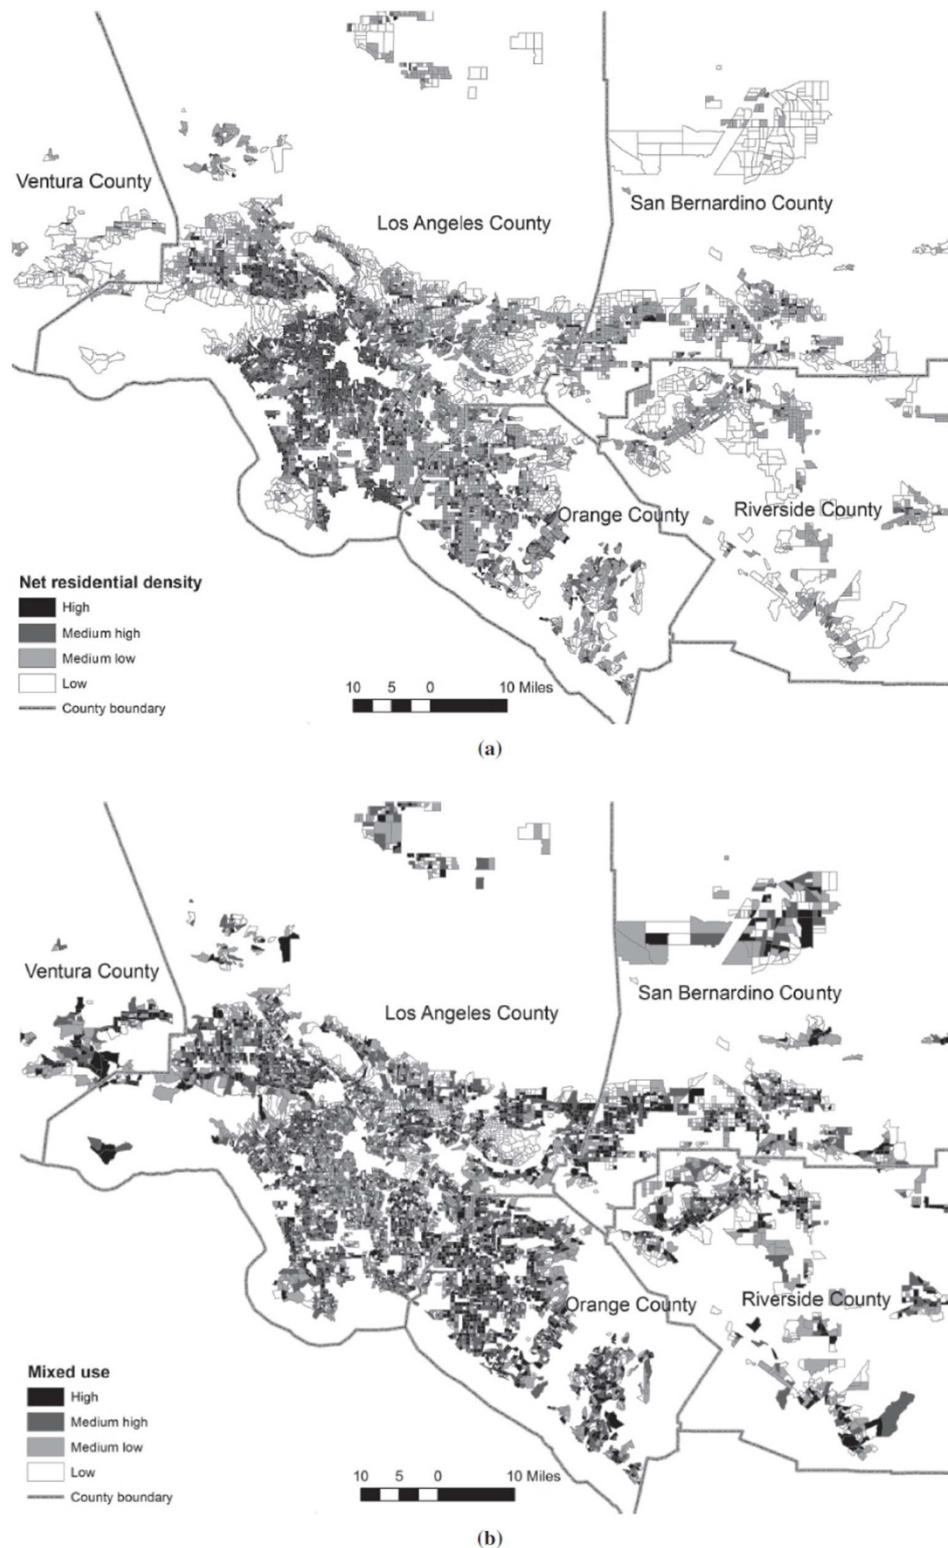 Ventura County
Los Angeles County
San Bernardino County
Orange County
Riverside County
Net residential density
High
Medium high
Medium low
Low
County boundary
10 5 0 10 Miles
(a)
Ventura County
Los Angeles County
San Bernardino County
Orange County
Riverside County
Mixed use
High
Medium high
Medium low
Low
County boundary
10 5 0 10 Miles
(b)